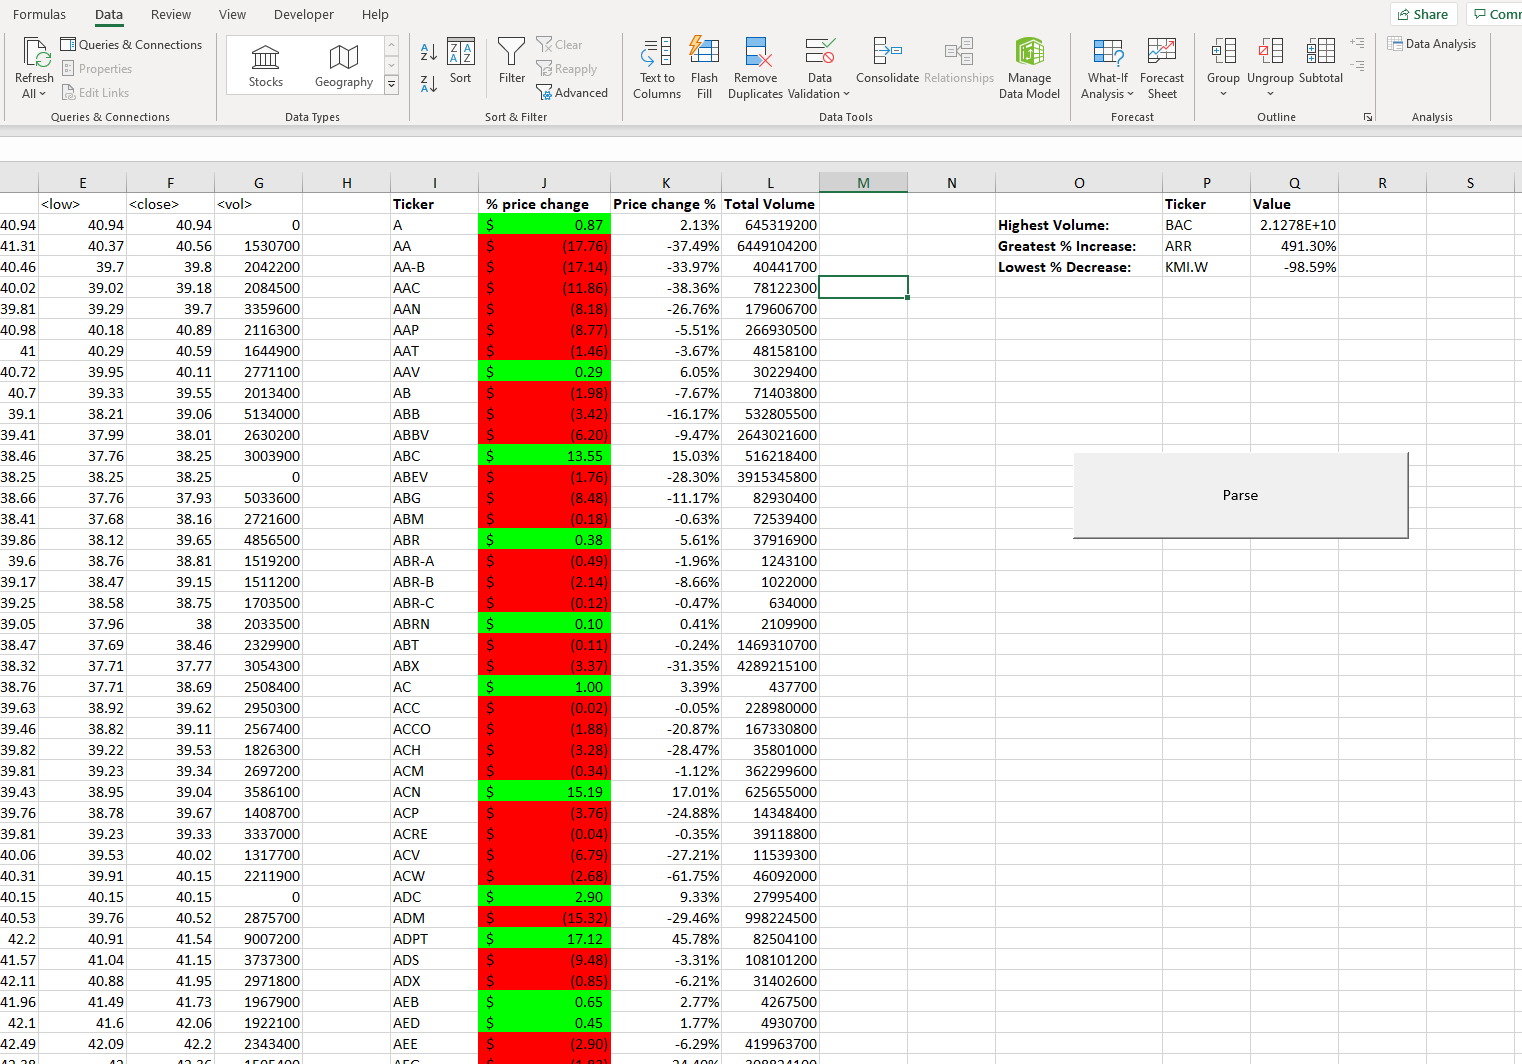 Formulas Data Review View Developer Help Share Comm
Queries & Connections
Properties
Edit Links
Refresh All
Queries & Connections
Stocks Geography
Data Types
Sort Filter Clear Reapply Advanced
Sort & Filter
Text to Columns Flash Fill Remove Duplicates Data Validation Consolidate Relationships Manage Data Model
Data Tools
What-If Analysis Forecast Sheet
Forecast
Group Ungroup Subtotal
Outline
Data Analysis
Analysis
E F G H I J K L M N O P Q R S
<low> <close> <vol> Ticker % price change Price change % Total Volume Ticker Value
40.94 40.94 40.94 0 A $ 0.87 2.13% 645319200 Highest Volume: BAC 2.1278E+10
41.31 40.37 40.56 1530700 AA $ (17.76) -37.49% 6449104200 Greatest % Increase: ARR 491.30%
40.46 39.7 39.8 2042200 AA-B $ (17.14) -33.97% 40441700 Lowest % Decrease: KMI.W -98.59%
40.02 39.02 39.18 2084500 AAC $ (11.86) -38.36% 78122300
39.81 39.29 39.7 3359600 AAN $ (8.18) -26.76% 179606700
40.98 40.18 40.89 2116300 AAP $ (8.77) -5.51% 266930500
41 40.29 40.59 1644900 AAT $ (1.46) -3.67% 48158100
40.72 39.95 40.11 2771100 AAV $ 0.29 6.05% 30229400
40.7 39.33 39.55 2013400 AB $ (1.98) -7.67% 71403800
39.1 38.21 39.06 5134000 ABB $ (3.42) -16.17% 532805500
39.41 37.99 38.01 2630200 ABBV $ (6.20) -9.47% 2643021600
38.46 37.76 38.25 3003900 ABC $ 13.55 15.03% 516218400
38.25 38.25 38.25 0 ABEV $ (1.76) -28.30% 3915345800
38.66 37.76 37.93 5033600 ABG $ (8.48) -11.17% 82930400
38.41 37.68 38.16 2721600 ABM $ (0.18) -0.63% 72539400
39.86 38.12 39.65 4856500 ABR $ 0.38 5.61% 37916900
39.6 38.76 38.81 1519200 ABR-A $ (0.49) -1.96% 1243100
39.17 38.47 39.15 1511200 ABR-B $ (2.14) -8.66% 1022000
39.25 38.58 38.75 1703500 ABR-C $ (0.12) -0.47% 634000
39.05 37.96 38 2033500 ABRN $ 0.10 0.41% 2109900
38.47 37.69 38.46 2329900 ABT $ (0.11) -0.24% 1469310700
38.32 37.71 37.77 3054300 ABX $ (3.37) -31.35% 4289215100
38.76 37.71 38.69 2508400 AC $ 1.00 3.39% 437700
39.63 38.92 39.62 2950300 ACC $ (0.02) -0.05% 228980000
39.46 38.82 39.11 2567400 ACCO $ (1.88) -20.87% 167330800
39.82 39.22 39.53 1826300 ACH $ (3.28) -28.47% 35801000
39.81 39.23 39.34 2697200 ACM $ (0.34) -1.12% 362299600
39.43 38.95 39.04 3586100 ACN $ 15.19 17.01% 625655000
39.76 38.78 39.67 1408700 ACP $ (3.76) -24.88% 14348400
39.81 39.23 39.33 3337000 ACRE $ (0.04) -0.35% 39118800
40.06 39.53 40.02 1317700 ACV $ (6.79) -27.21% 11539300
40.31 39.91 40.15 2211900 ACW $ (2.68) -61.75% 46092000
40.15 40.15 40.15 0 ADC $ 2.90 9.33% 27995400
40.53 39.76 40.52 2875700 ADM $ (15.32) -29.46% 998224500
42.2 40.91 41.54 9007200 ADPT $ 17.12 45.78% 82504100
41.57 41.04 41.15 3737300 ADS $ (9.48) -3.31% 108101200
42.11 40.88 41.95 2971800 ADX $ (0.85) -6.21% 31402600
41.96 41.49 41.73 1967900 AEB $ 0.65 2.77% 4267500
42.1 41.6 42.06 1922100 AED $ 0.45 1.77% 4930700
42.49 42.09 42.2 2343400 AEE $ (2.90) -6.29% 419963700
Parse